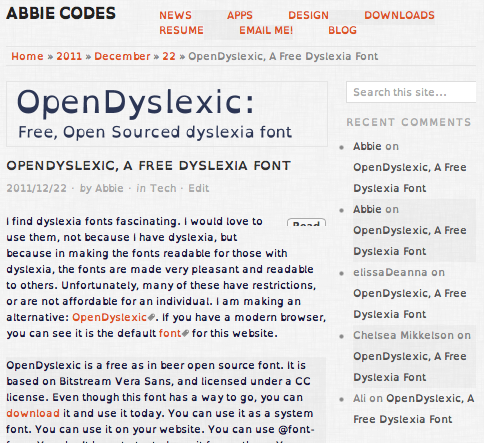 ABBIE CODES
NEWS APPS DESIGN DOWNLOADS
RESUME EMAIL ME! BLOG
Home » 2011 » December » 22 » OpenDyslexic, A Free Dyslexia Font
OpenDyslexic:
Free, Open Sourced dyslexia font
OPENDYSLEXIC, A FREE DYSLEXIA FONT
2011/12/22 · by Abbie · in Tech · Edit
I find dyslexia fonts fascinating. I would love to
Read
use them, not because I have dyslexia, but
because in making the fonts readable for those with
dyslexia, the fonts are made very pleasant and readable
to others. Unfortunately, many of these have restrictions,
or are not affordable for an individual. I am making an
alternative: OpenDyslexic. If you have a modern browser,
you can see it is the default font for this website.
OpenDyslexic is a free as in beer open source font. It is
based on Bitstream Vera Sans, and licensed under a CC
license. Even though this font has a way to go, you can
download it and use it today. You can use it as a system
font. You can use it on your website. You can use @font-
Search this site...
RECENT COMMENTS
Abbie on
OpenDyslexic, A Free
Dyslexia Font
Abbie on
OpenDyslexic, A Free
Dyslexia Font
elissaDeanna on
OpenDyslexic, A Free
Dyslexia Font
Chelsea Mikkelson on
OpenDyslexic, A Free
Dyslexia Font
Ali on OpenDyslexic, A
Free Dyslexia Font